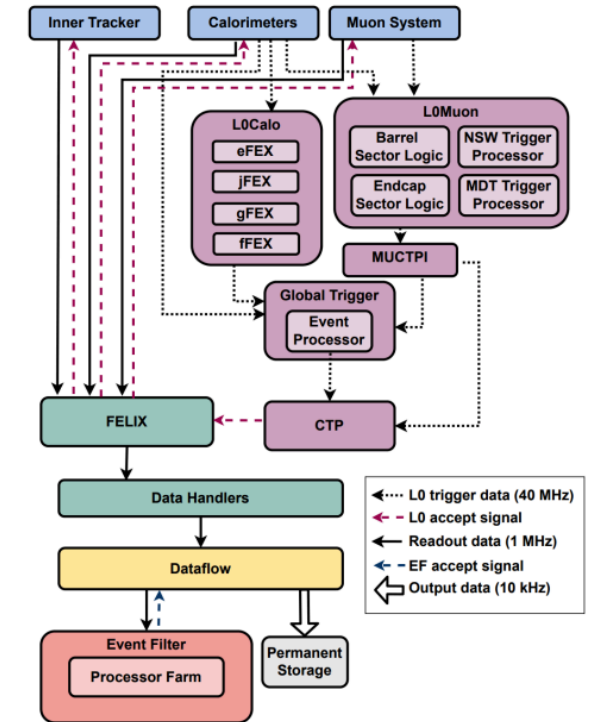 Inner Tracker
Calorimeters
Muon System
L0Calo
eFEX
jFEX
gFEX
fFEX
L0Muon
Barrel
Sector Logic
NSW Trigger
Processor
Endcap
Sector Logic
MDT Trigger
Processor
MUCTPI
Global Trigger
Event
Processor
FELIX
CTP
Data Handlers
Dataflow
Event Filter
Processor Farm
Permanent
Storage
L0 trigger data (40 MHz)
L0 accept signal
Readout data (1 MHz)
EF accept signal
Output data (10 kHz)